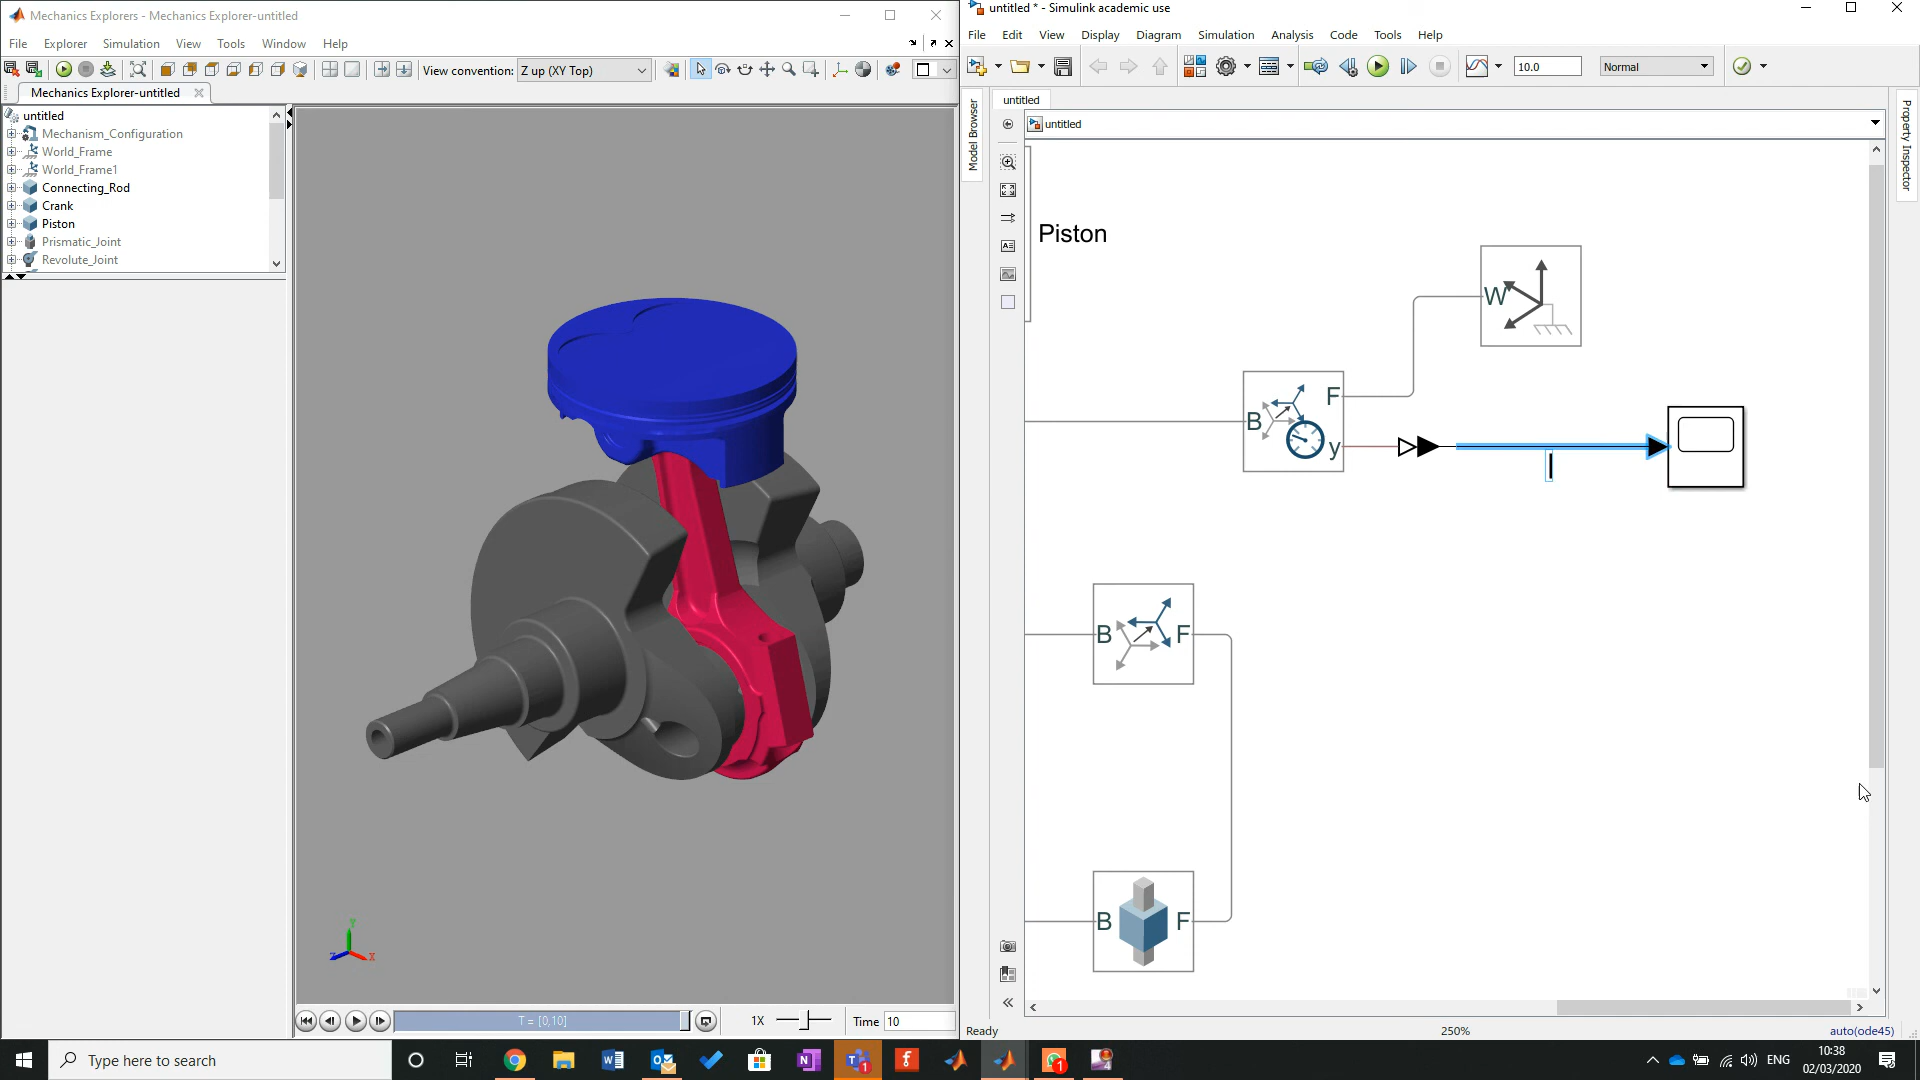 Mechanics Explorers - Mechanics Explorer-untitled
File Explorer Simulation View Tools Window Help
View convention: Z up (XY Top)
Mechanics Explorer-untitled
untitled
Mechanism_Configuration
World_Frame
World_Frame1
Connecting_Rod
Crank
Piston
Prismatic_Joint
Revolute_Joint
Y
Z
X
T = [0,10]
1X
Time 10
untitled * - Simulink academic use
File Edit View Display Diagram Simulation Analysis Code Tools Help
10.0
Normal
untitled
untitled
Model Browser
Property Inspector
Piston
W
B
F
y
B
F
B
F
Ready
250%
auto(ode45)
Type here to search
1
1
ENG
10:38
02/03/2020